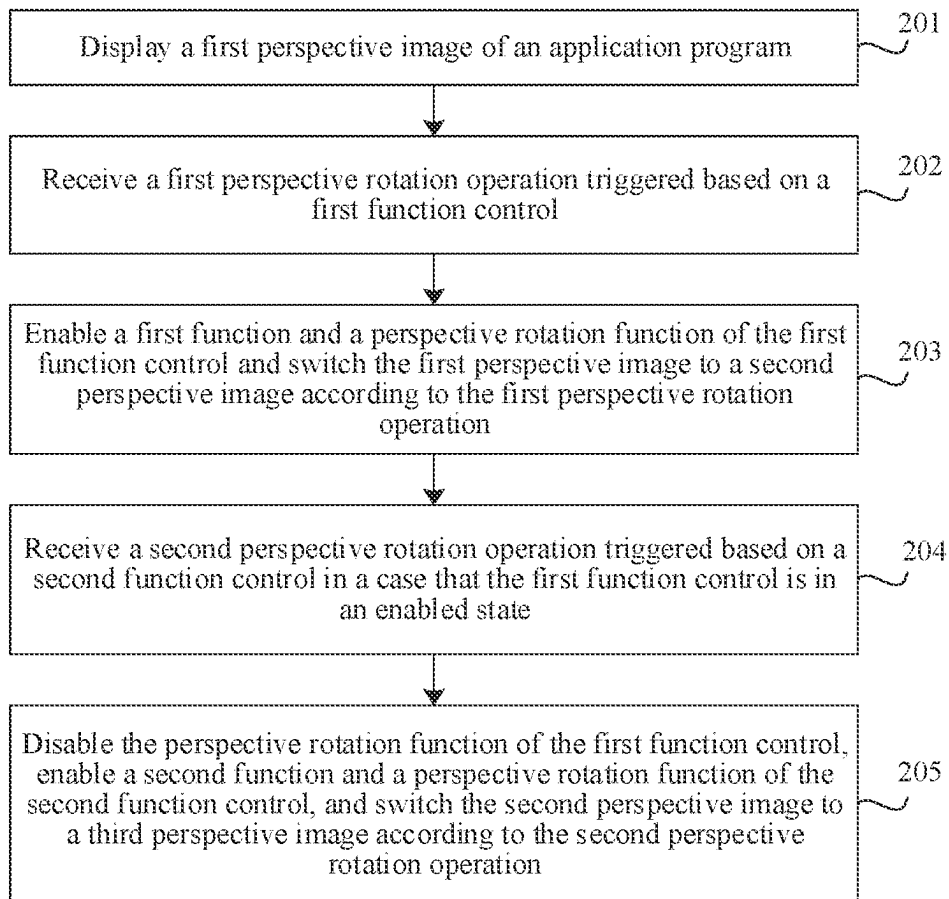 Display a first perspective image of an application program
201
Receive a first perspective rotation operation triggered based on a
first function control
202
Enable a first function and a perspective rotation function of the first
function control and switch the first perspective image to a second
perspective image according to the first perspective rotation
operation
203
Receive a second perspective rotation operation triggered based on a
second function control in a case that the first function control is in
an enabled state
204
Disable the perspective rotation function of the first function control,
enable a second function and a perspective rotation function of the
second function control, and switch the second perspective image to
a third perspective image according to the second perspective
rotation operation
205